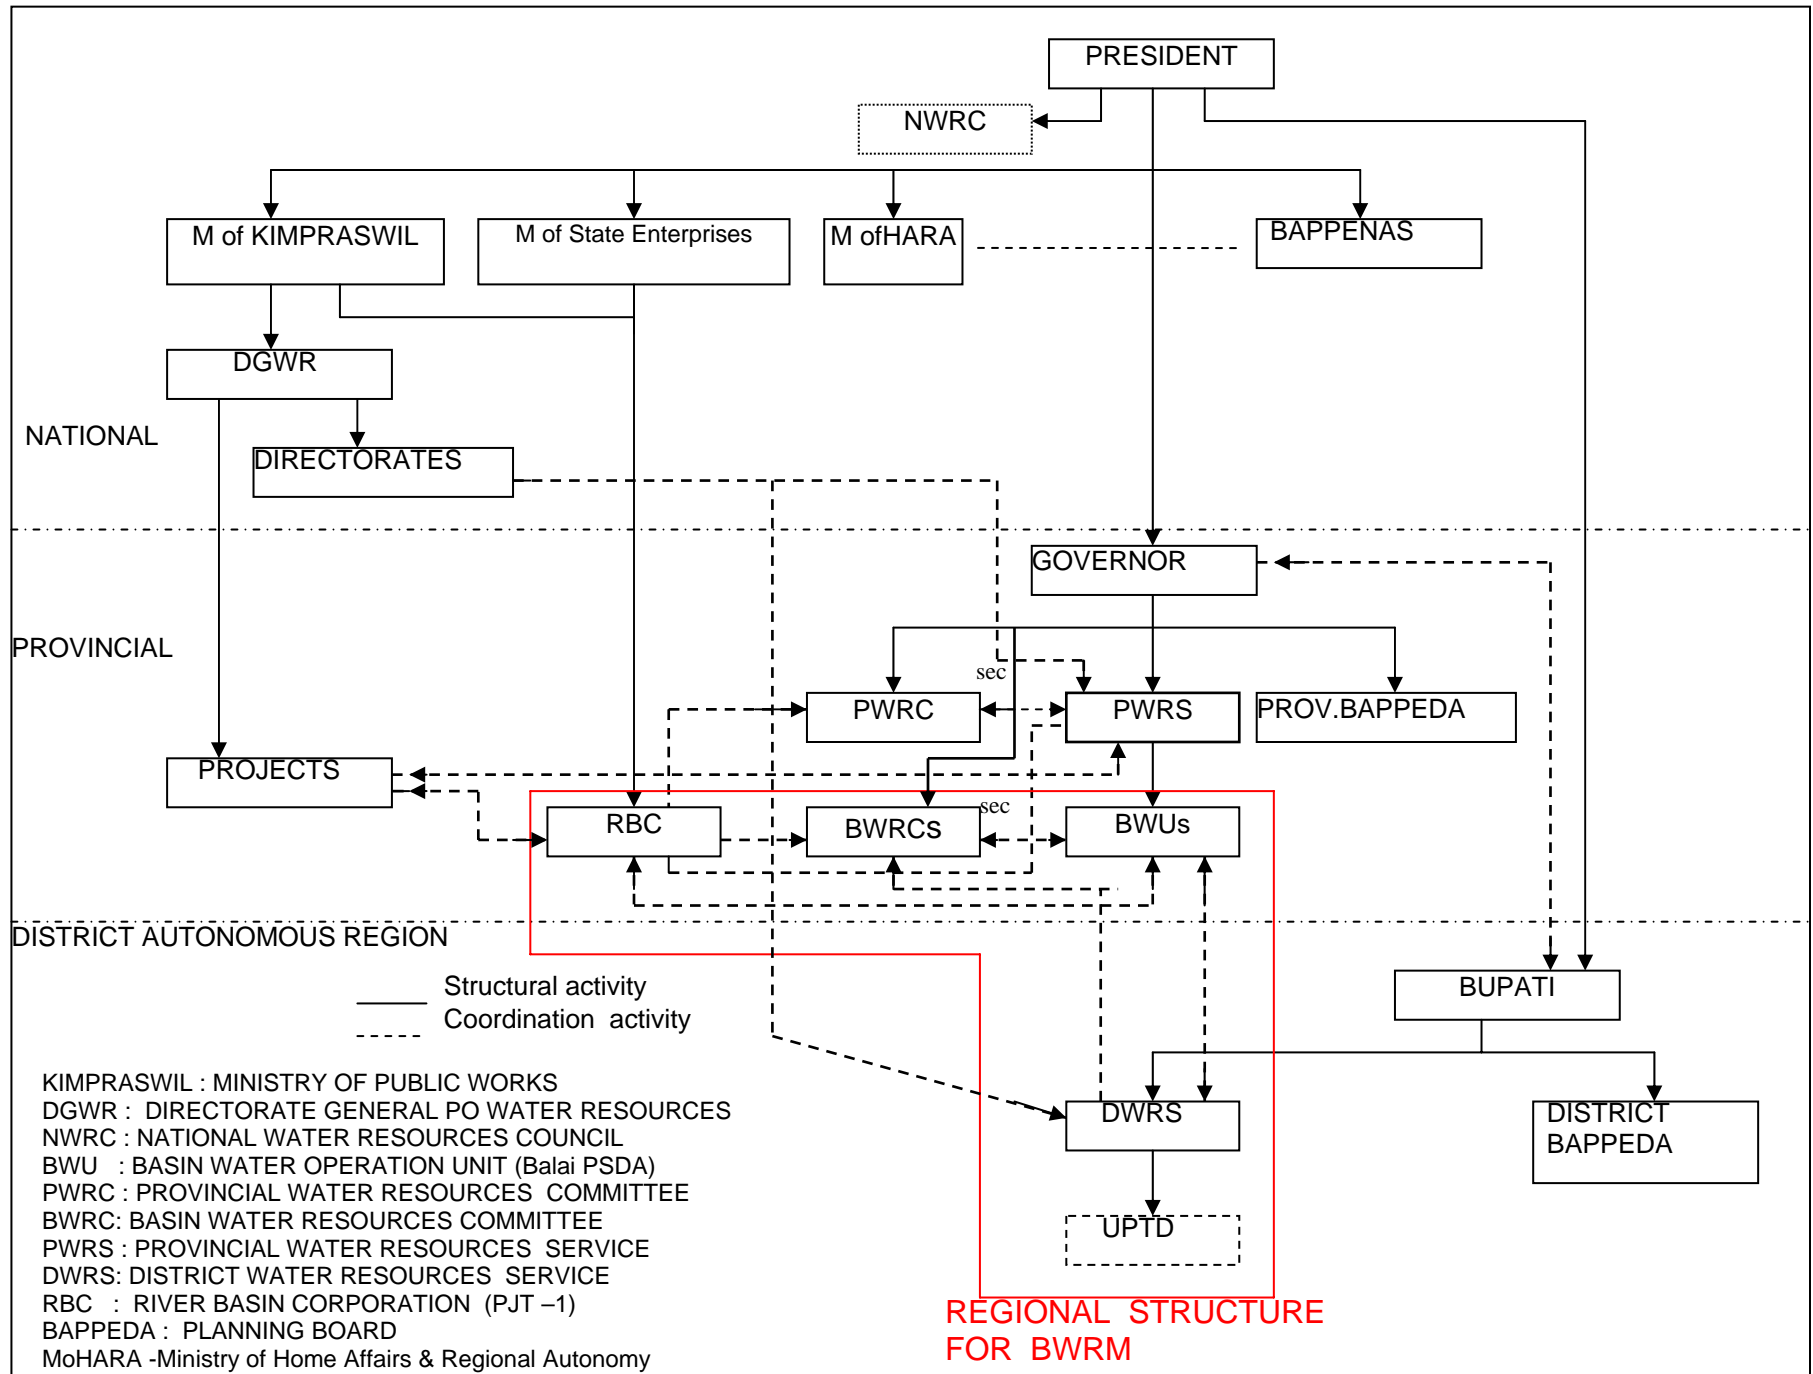 PRESIDENT
NWRC
M of KIMPRASWIL
M of State Enterprises
M ofHARA
BAPPENAS
DGWR
NATIONAL
DIRECTORATES
GOVERNOR
PROVINCIAL
sec
PWRC
PWRS
PROV.BAPPEDA
PROJECTS
sec
RBC
BWRCs
BWUs
DISTRICT AUTONOMOUS REGION
Structural activity
Coordination activity
BUPATI
KIMPRASWIL : MINISTRY OF PUBLIC WORKS
DGWR : DIRECTORATE GENERAL PO WATER RESOURCES
NWRC : NATIONAL WATER RESOURCES COUNCIL
BWU : BASIN WATER OPERATION UNIT (Balai PSDA)
PWRC : PROVINCIAL WATER RESOURCES COMMITTEE
BWRC: BASIN WATER RESOURCES COMMITTEE
PWRS : PROVINCIAL WATER RESOURCES SERVICE
DWRS: DISTRICT WATER RESOURCES SERVICE
RBC : RIVER BASIN CORPORATION (PJT –1)
BAPPEDA : PLANNING BOARD
MoHARA -Ministry of Home Affairs & Regional Autonomy
DWRS
DISTRICT
BAPPEDA
UPTD
REGIONAL STRUCTURE
FOR BWRM